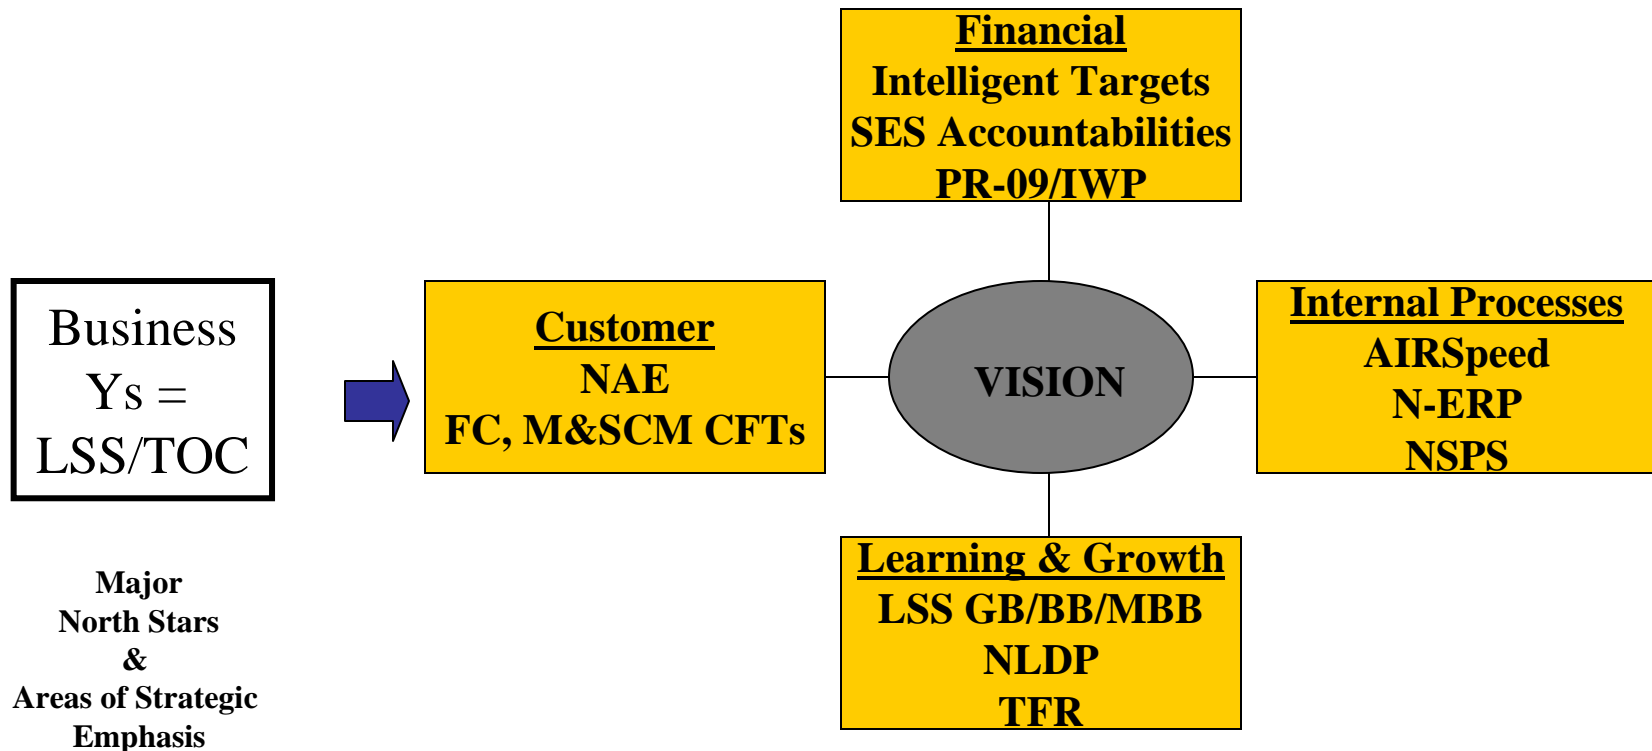 Financial
Intelligent Targets
SES Accountabilities
PR-09/IWP
Business
Ys =
LSS/TOC
Customer
NAE
FC, M&SCM CFTs
VISION
Internal Processes
AIRSpeed
N-ERP
NSPS
Major
North Stars
&
Areas of Strategic
Emphasis
Learning & Growth
LSS GB/BB/MBB
NLDP
TFR